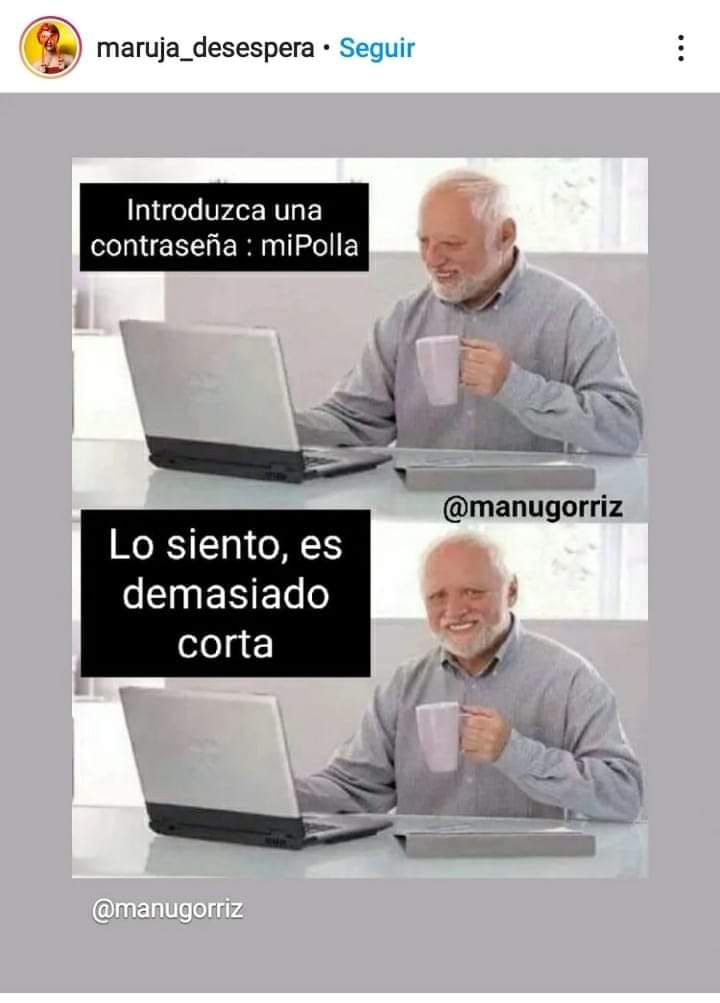 maruja_desespera • Seguir
Introduzca una
contraseña : miPolla
@manugorriz
Lo siento, es
demasiado
corta
@manugorriz